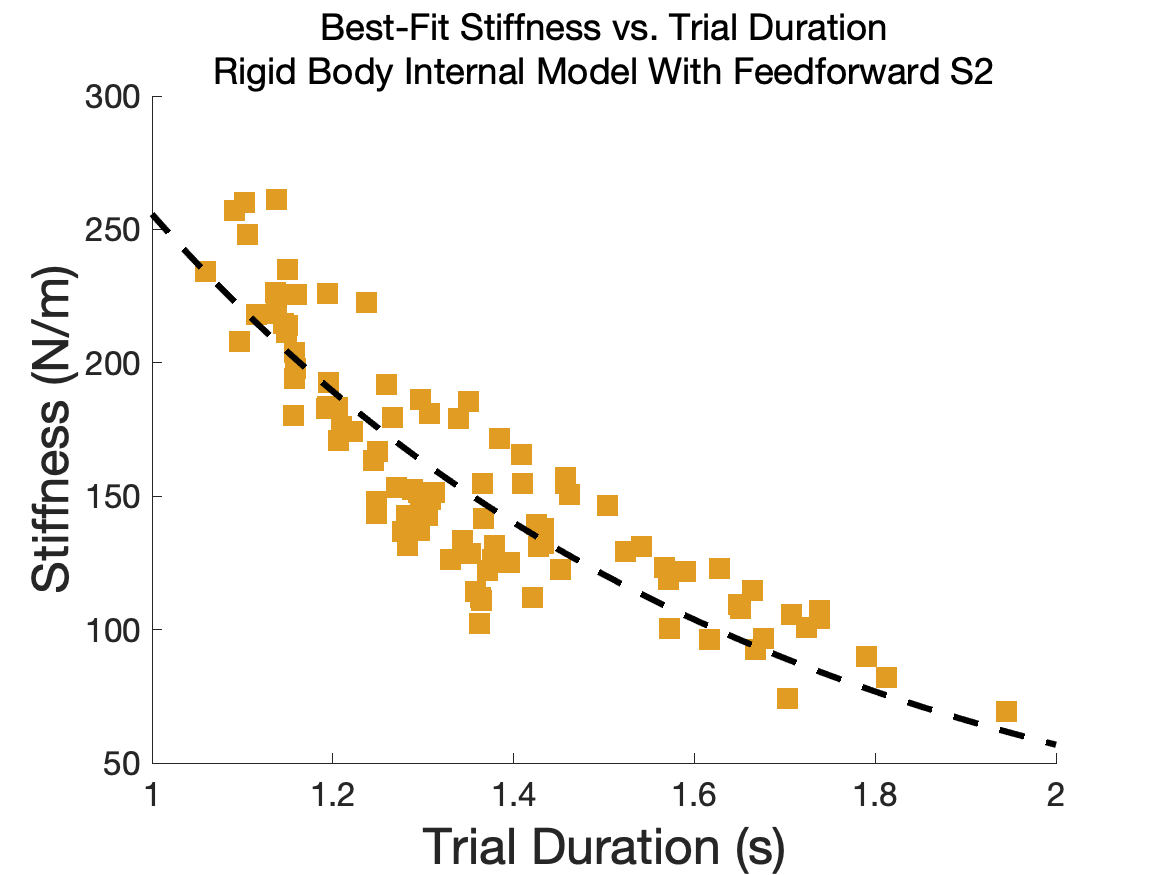 Best-Fit Stiffness vs. Trial Duration
Rigid Body Internal Model With Feedforward S2
300
250
200
150
100
50
Stiffness (N/m)
1 1.2 1.4 1.6 1.8 2
Trial Duration (s)